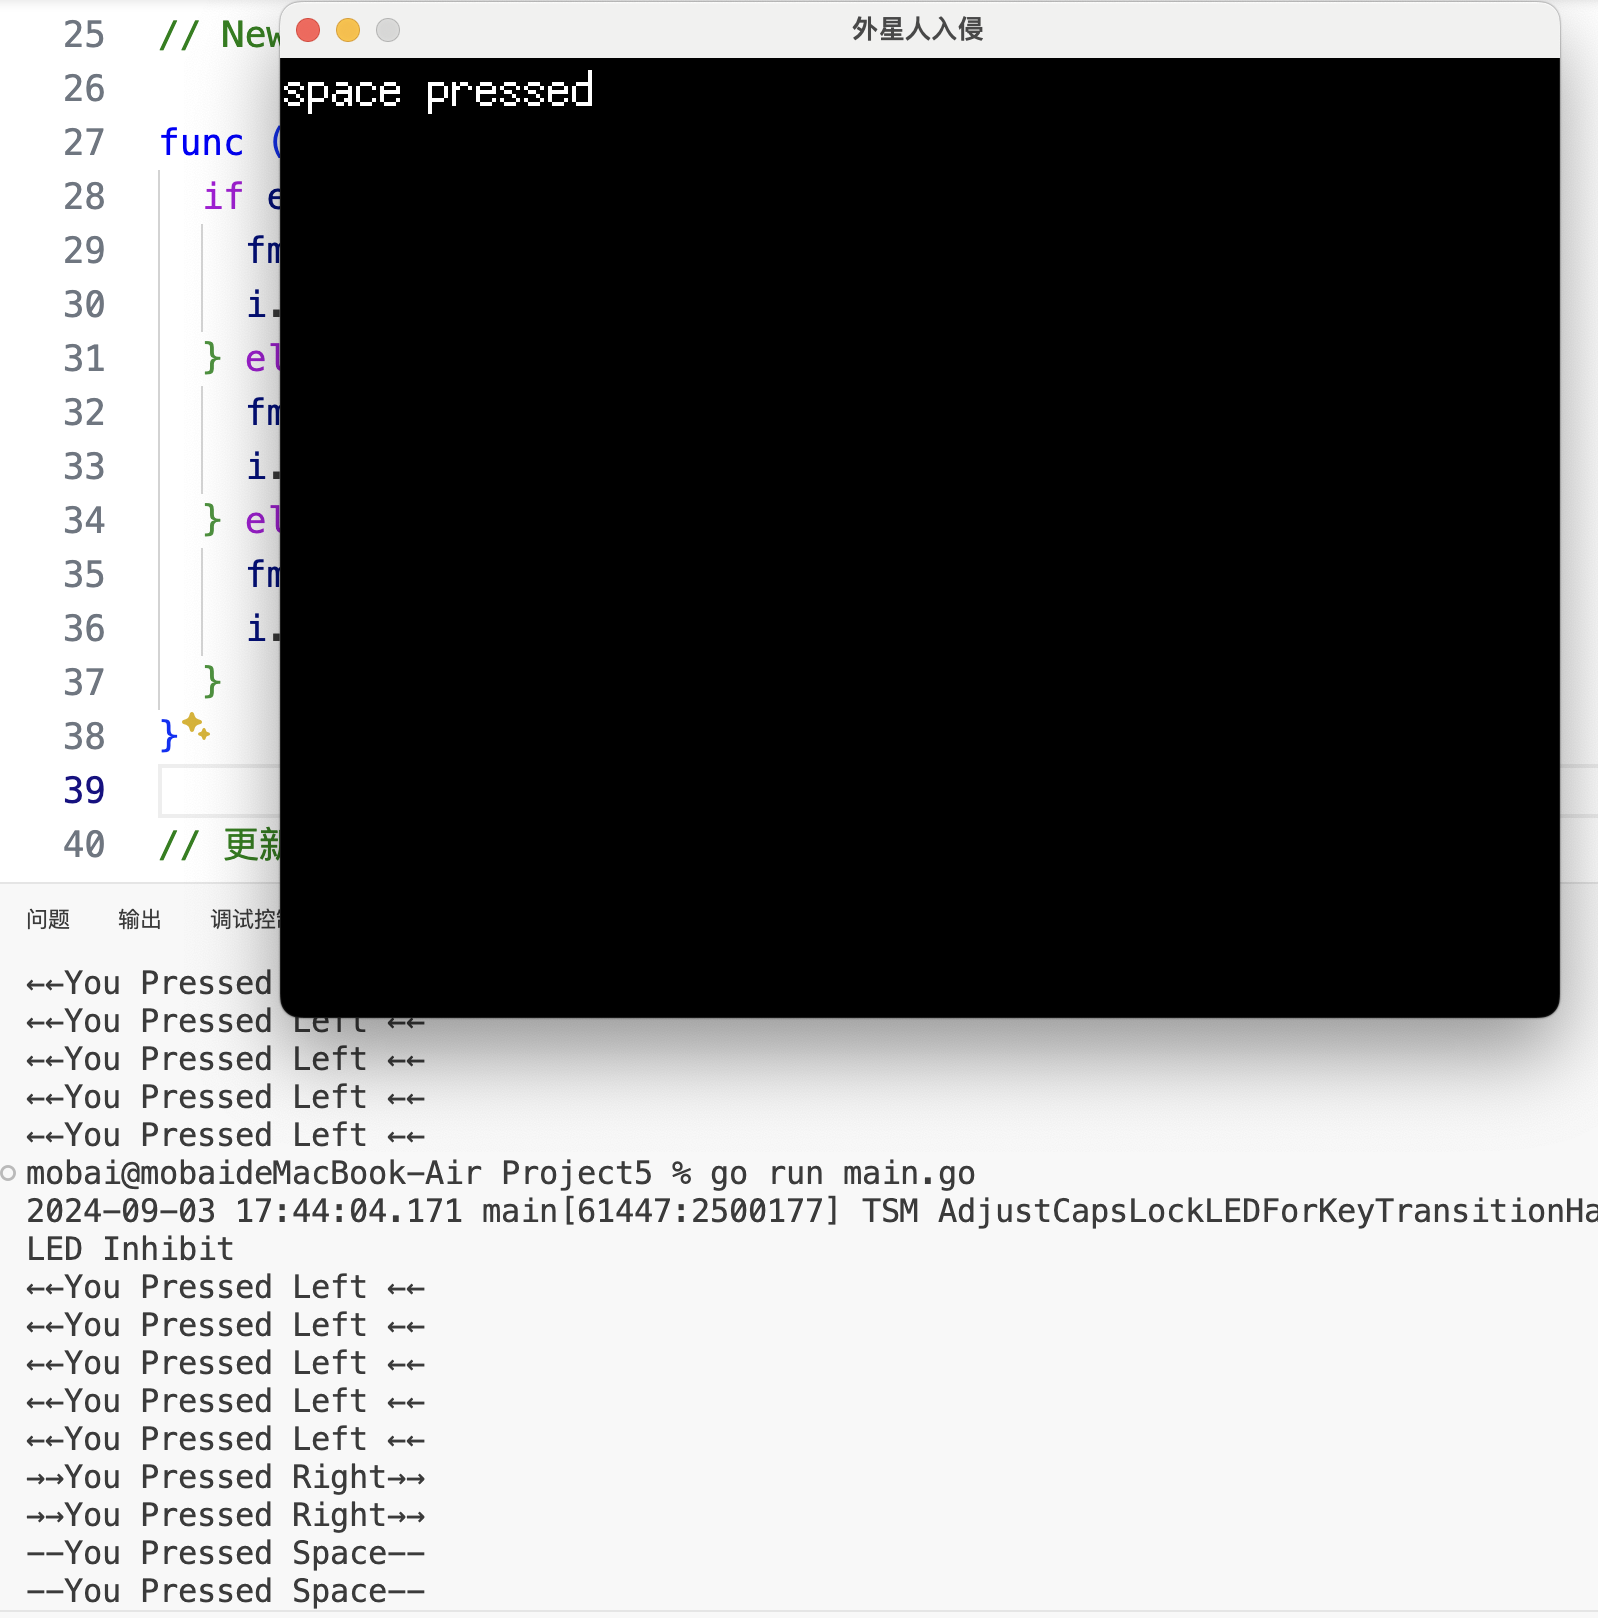 外星人入侵
space pressed
25 // New
26
27 func (
28 if e
29 fm
30 i.
31 } el
32 fm
33 i.
34 } el
35 fm
36 i.
37 }
38 }
39
40 // 更新
问题 输出 调试控制
←←You Pressed
←←You Pressed Left ←←
←←You Pressed Left ←←
←←You Pressed Left ←←
←←You Pressed Left ←←
mobai@mobaideMacBook-Air Project5 % go run main.go
2024-09-03 17:44:04.171 main[61447:2500177] TSM AdjustCapsLockLEDForKeyTransitionHa
LED Inhibit
←←You Pressed Left ←←
←←You Pressed Left ←←
←←You Pressed Left ←←
←←You Pressed Left ←←
←←You Pressed Left ←←
→→You Pressed Right→→
→→You Pressed Right→→
--You Pressed Space--
--You Pressed Space--